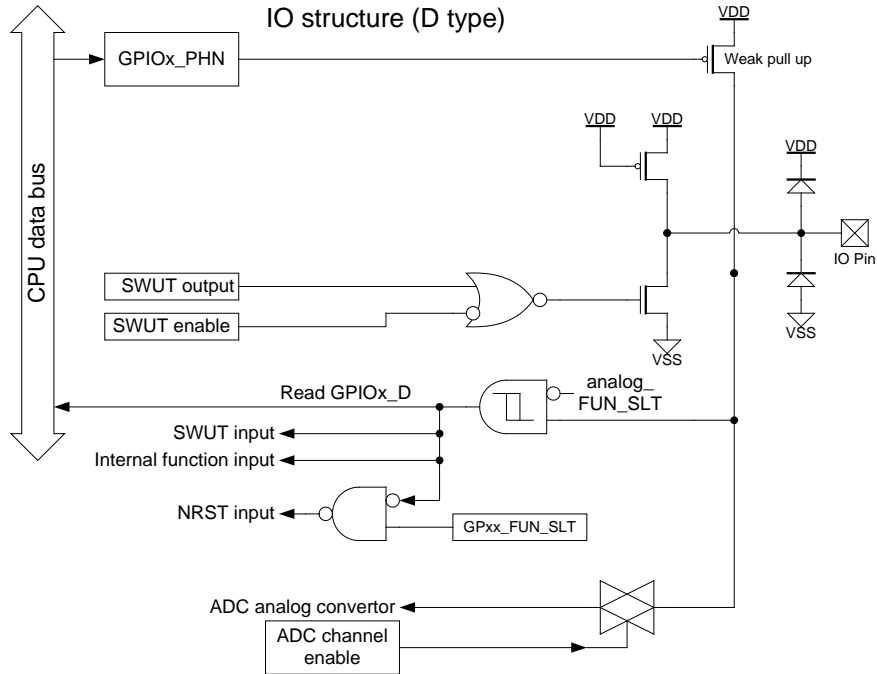 IO structure (D type)
VDD
GPIOx_PHN
Weak pull up
VDD
VDD
VDD
CPU data bus
IO Pin
SWUT output
SWUT enable
VSS
VSS
Read GPIOx_D
analog_
FUN_SLT
SWUT input
Internal function input
NRST input
GPxx_FUN_SLT
ADC analog convertor
ADC channel
enable